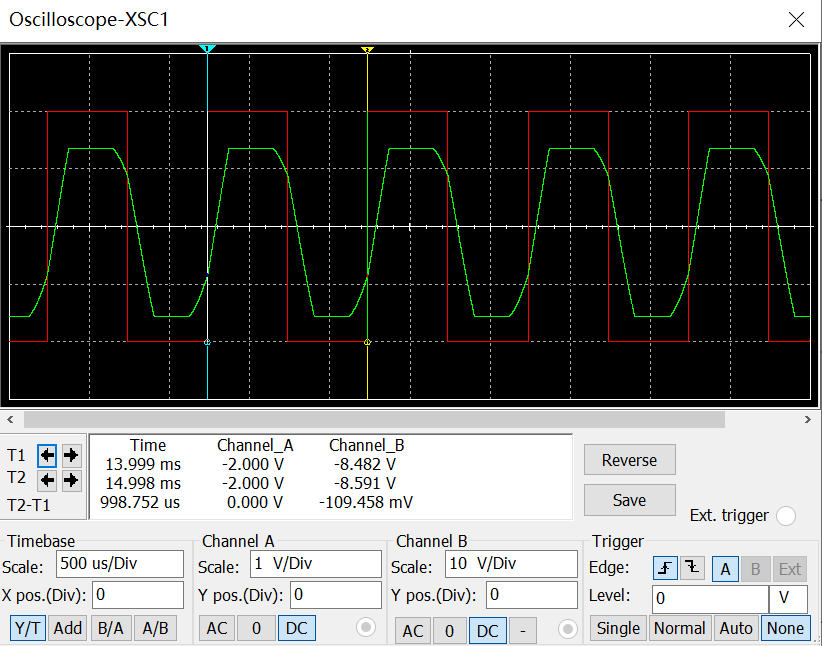 Oscilloscope-XSC1
1
2
Time Channel_A Channel_B
T1 13.999 ms -2.000 V -8.482 V
T2 14.998 ms -2.000 V -8.591 V
T2-T1 998.752 us 0.000 V -109.458 mV
Reverse
Save
Ext. trigger
Timebase
Scale: 500 us/Div
X pos.(Div): 0
Y/T Add B/A A/B
Channel A
Scale: 1 V/Div
Y pos.(Div): 0
AC 0 DC
Channel B
Scale: 10 V/Div
Y pos.(Div): 0
AC 0 DC -
Trigger
Edge: A B Ext
Level: 0 V
Single Normal Auto None